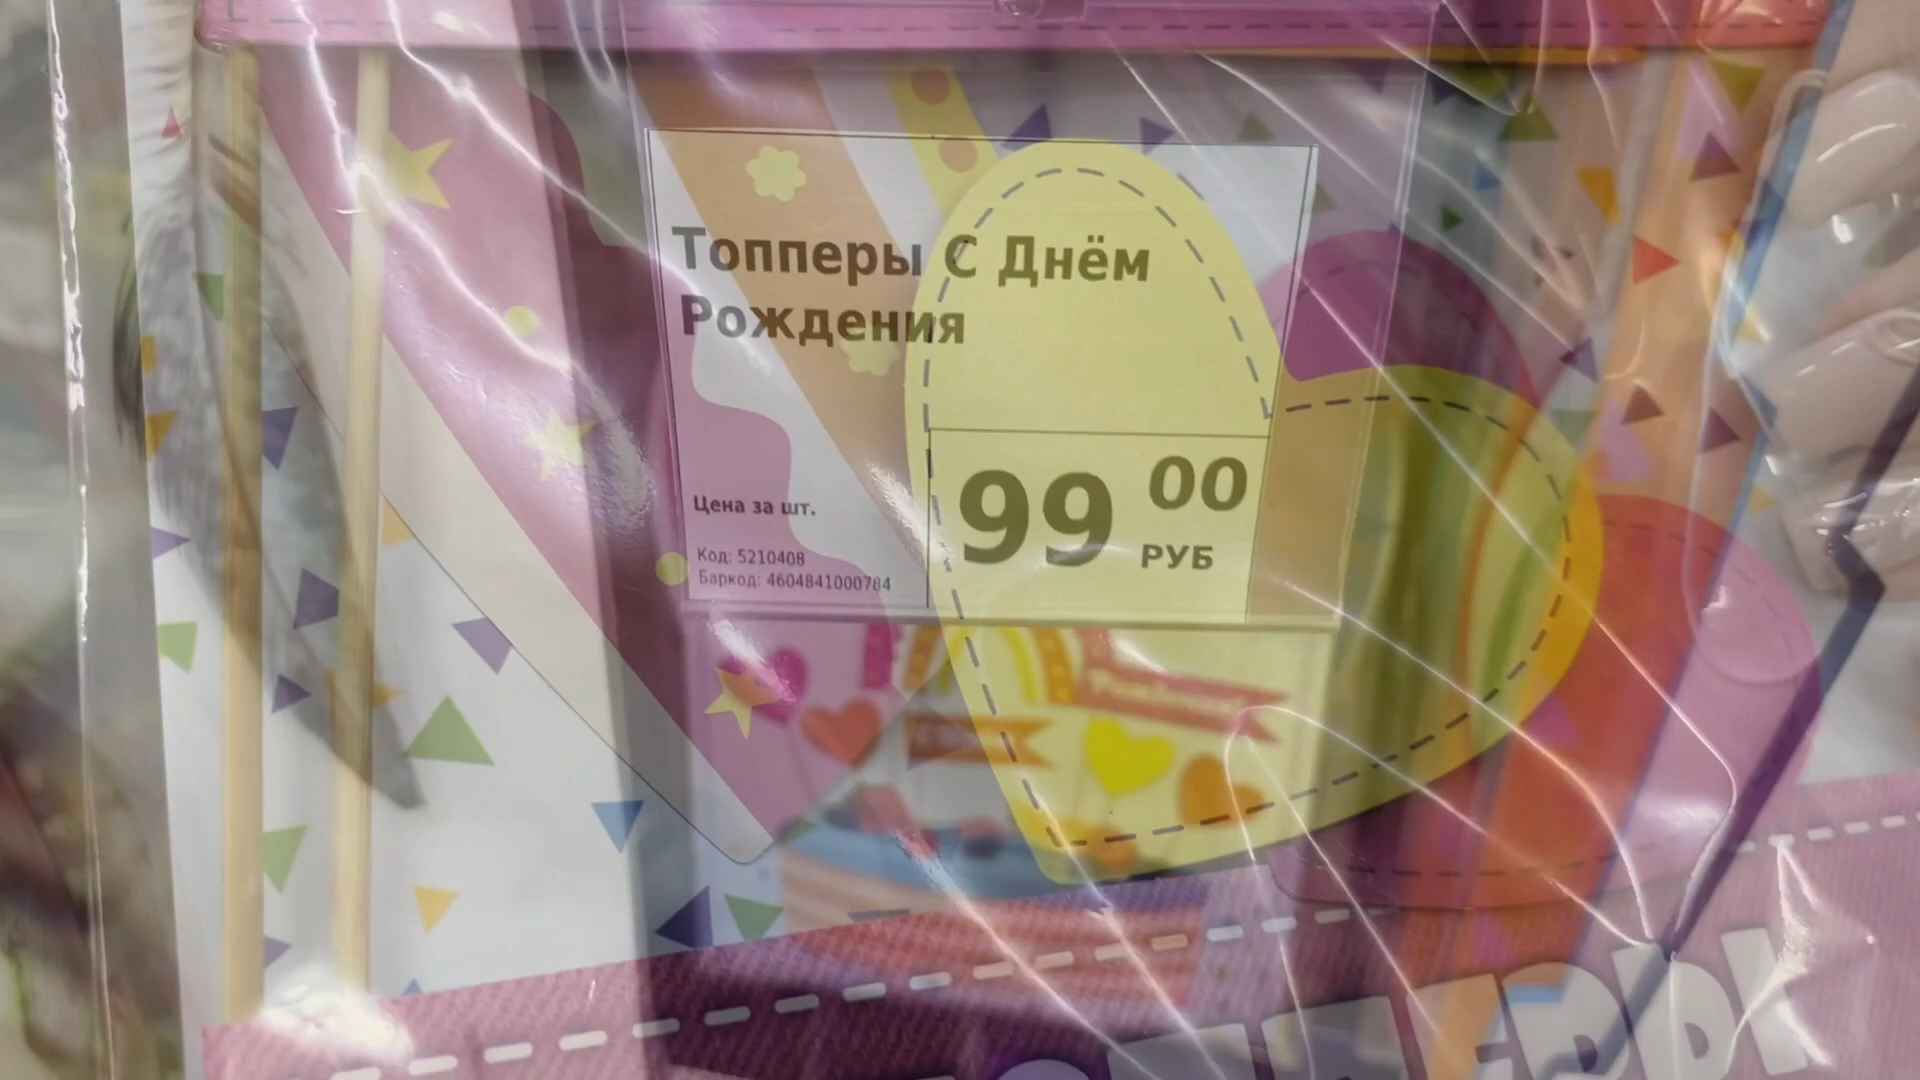 Топперы С Днём
Рождения
99 00
РУБ
Цена за шт.
Код: 5210408
Баркод: 4604841000784